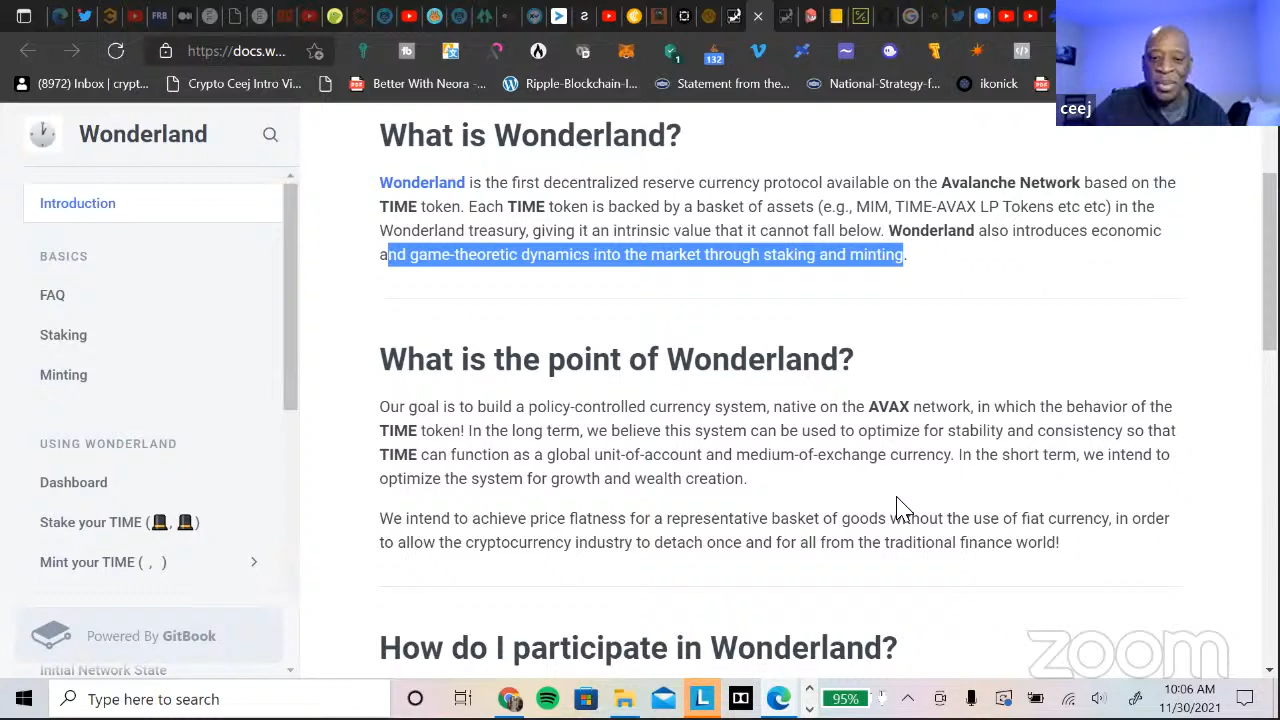 https://docs.w...
1
132
(8972) Inbox | crypt...
Crypto Ceej Intro Vi...
Better With Neora -...
Ripple-Blockchain-I...
Statement from the...
National-Strategy-f...
ikonick
ceej
Wonderland
Introduction
BASICS
FAQ
Staking
Minting
USING WONDERLAND
Dashboard
Stake your TIME (🎩, 🎩)
Mint your TIME ( , )
Powered By GitBook
Initial Network State
What is Wonderland?
Wonderland is the first decentralized reserve currency protocol available on the Avalanche Network based on the
TIME token. Each TIME token is backed by a basket of assets (e.g., MIM, TIME-AVAX LP Tokens etc etc) in the
Wonderland treasury, giving it an intrinsic value that it cannot fall below. Wonderland also introduces economic
and game-theoretic dynamics into the market through staking and minting.
What is the point of Wonderland?
Our goal is to build a policy-controlled currency system, native on the AVAX network, in which the behavior of the
TIME token! In the long term, we believe this system can be used to optimize for stability and consistency so that
TIME can function as a global unit-of-account and medium-of-exchange currency. In the short term, we intend to
optimize the system for growth and wealth creation.
We intend to achieve price flatness for a representative basket of goods without the use of fiat currency, in order
to allow the cryptocurrency industry to detach once and for all from the traditional finance world!
How do I participate in Wonderland?
zoom
Type here to search
95%
10:06 AM
11/30/2021